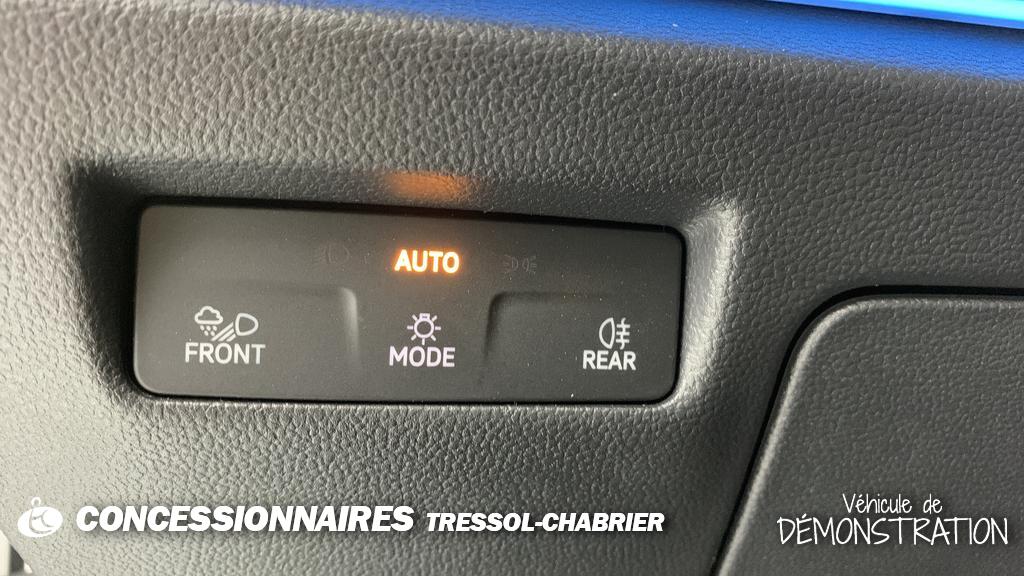 AUTO
FRONT
MODE
REAR
CONCESSIONNAIRES TRESSOL-CHABRIER
Véhicule de
DÉMONSTRATION